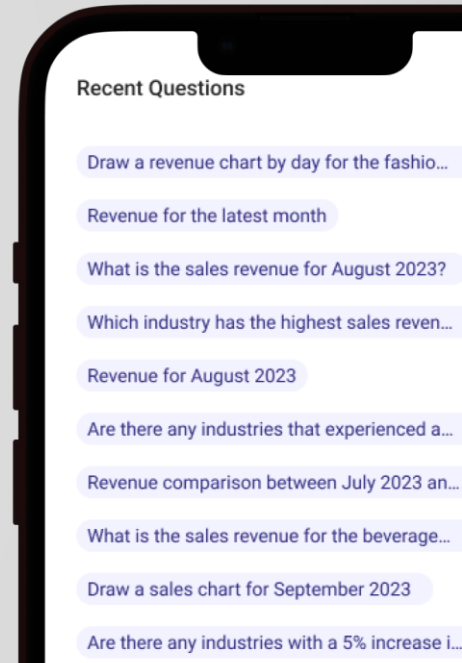 Recent Questions
Draw a revenue chart by day for the fashio...
Revenue for the latest month
What is the sales revenue for August 2023?
Which industry has the highest sales reven...
Revenue for August 2023
Are there any industries that experienced a...
Revenue comparison between July 2023 an...
What is the sales revenue for the beverage...
Draw a sales chart for September 2023
Are there any industries with a 5% increase i...